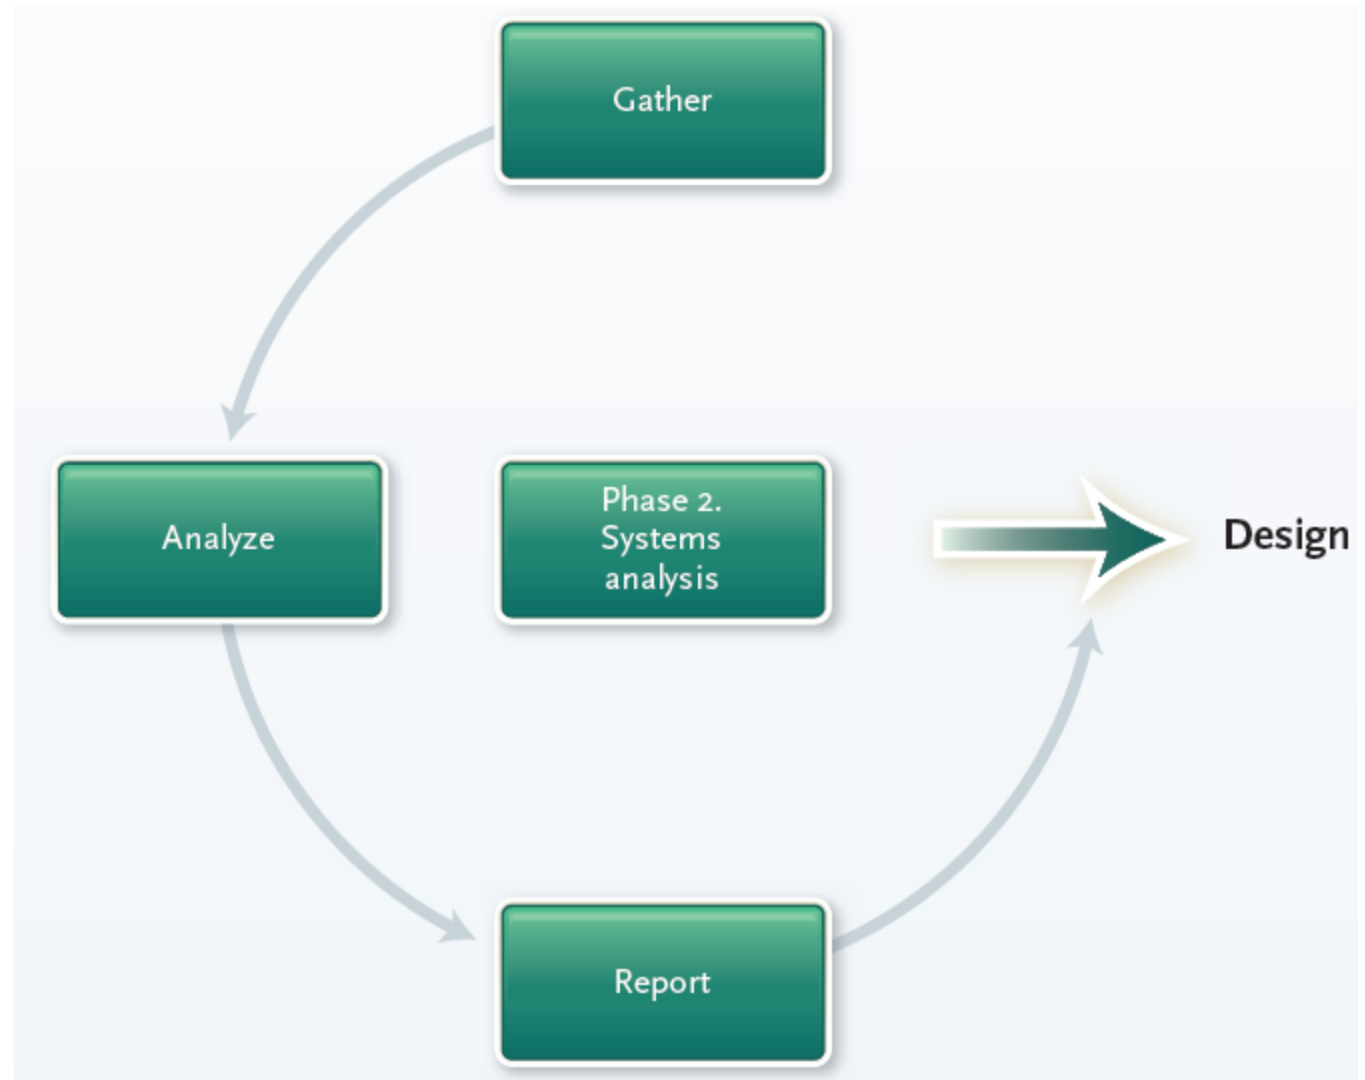 Gather
Analyze
Phase 2.
Systems
analysis
Design
Report